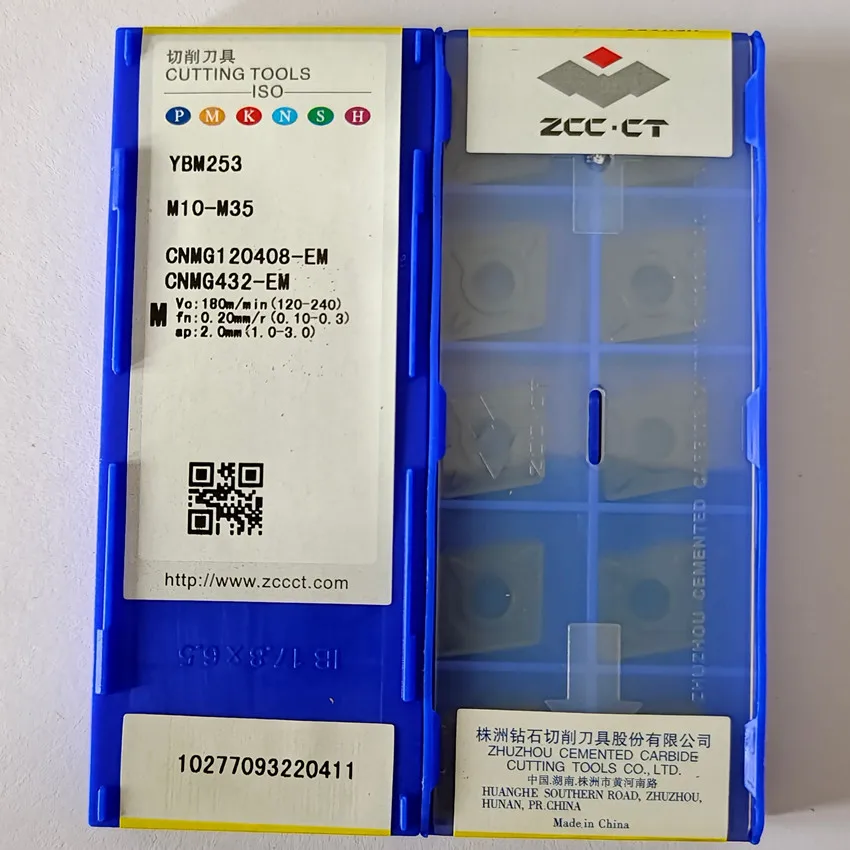 切削刀具
CUTTING TOOLS
ISO
P M K N S H
YBM253
M10-M35
CNMG120408-EM
CNMG432-EM
M
Vc:180m/min(120-240)
fn:0.20mm/r(0.10-0.3)
ap:2.0mm(1.0-3.0)
http://www.zccct.com
IB 17.8×6.5
10277093220411
ZCC·CT
ZCC·CT
ZHUZHOU CEMENTED CARBIDE
株洲钻石切削刀具股份有限公司
ZHUZHOU CEMENTED CARBIDE
CUTTING TOOLS CO., LTD.
中国.湖南.株洲市黄河南路
HUANGHE SOUTHERN ROAD, ZHUZHOU,
HUNAN, PR.CHINA
Made in China